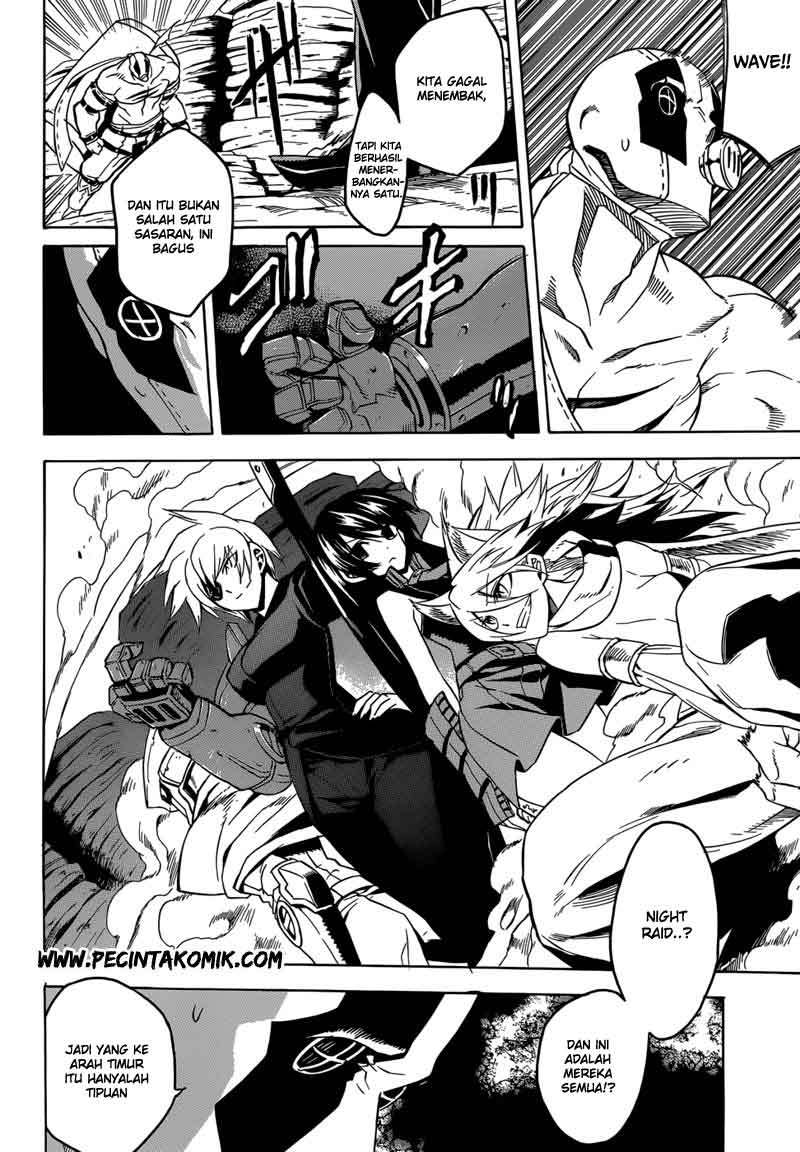 WAVE!!
KITA GAGAL
MENEMBAK,
TAPI KITA
BERHASIL
MENER-
BANGKAN-
NYA SATU.
DAN ITU BUKAN
SALAH SATU
SASARAN, INI
BAGUS
NIGHT
RAID..?
WWW.PECINTAKOMIK.COM
DAN INI
ADALAH
MEREKA
SEMUA!?
JADI YANG KE
ARAH TIMUR
ITU HANYALAH
TIPUAN